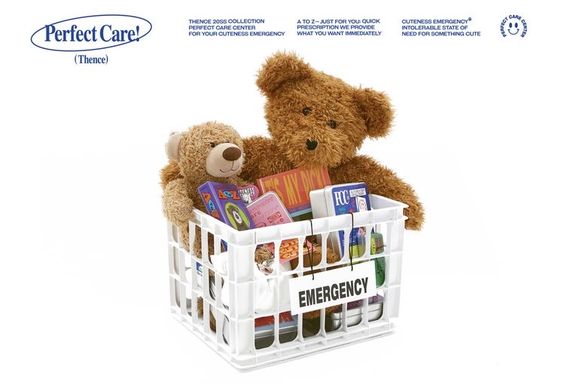 Perfect Care!
(Thence)
THENCE 20SS COLLECTION
PERFECT CARE CENTER
FOR YOUR CUTENESS EMERGENCY
A TO Z – JUST FOR YOU: QUICK
PRESCRIPTION WE PROVIDE
WHAT YOU WANT IMMEDIATELY
CUTENESS EMERGENCY
INTOLERABLE STATE OF
NEED FOR SOMETHING CUTE
PERFECT CARE CENTER
PCC
EMERGENCY